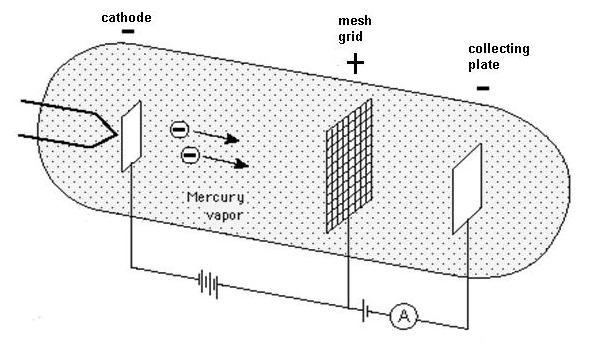 cathode
-
mesh
grid
+
collecting
plate
-
-
-
Mercury
vapor
A